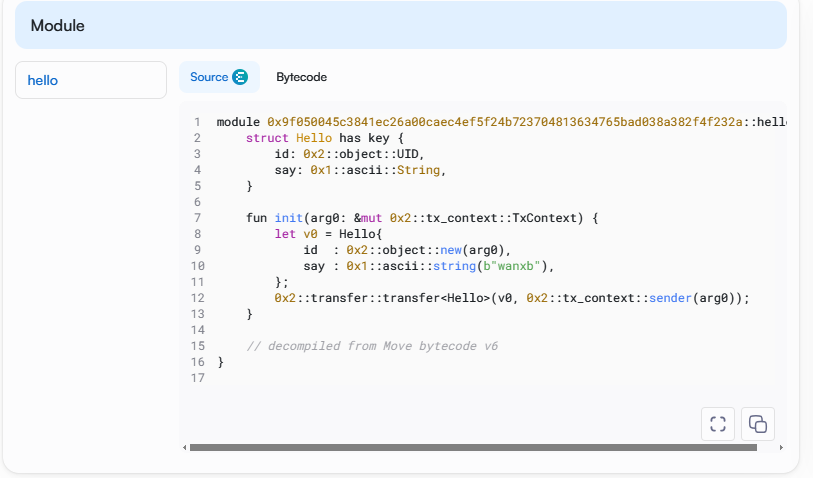 Module
hello
Source Bytecode
1 module 0x9f050045c3841ec26a00caec4ef5f24b723704813634765bad038a382f4f232a::hell
2     struct Hello has key {
3         id: 0x2::object::UID,
4         say: 0x1::ascii::String,
5     }
6
7     fun init(arg0: &mut 0x2::tx_context::TxContext) {
8         let v0 = Hello{
9             id  : 0x2::object::new(arg0),
10             say : 0x1::ascii::string(b"wanxb"),
11         };
12         0x2::transfer::transfer<Hello>(v0, 0x2::tx_context::sender(arg0));
13     }
14
15     // decompiled from Move bytecode v6
16 }
17